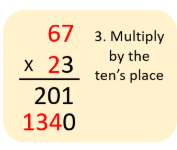 67
x 23
201
1340
3. Multiply
by the
ten's place